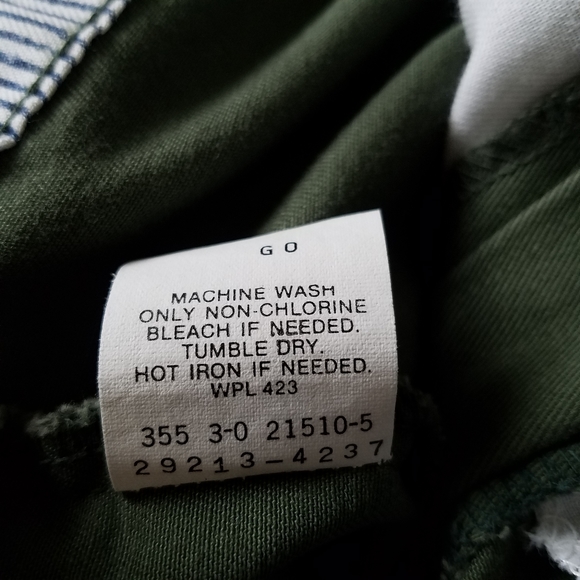 GO
MACHINE WASH
ONLY NON-CHLORINE
BLEACH IF NEEDED.
TUMBLE DRY.
HOT IRON IF NEEDED.
WPL 423
355 3-0 21510-5
29213-4237